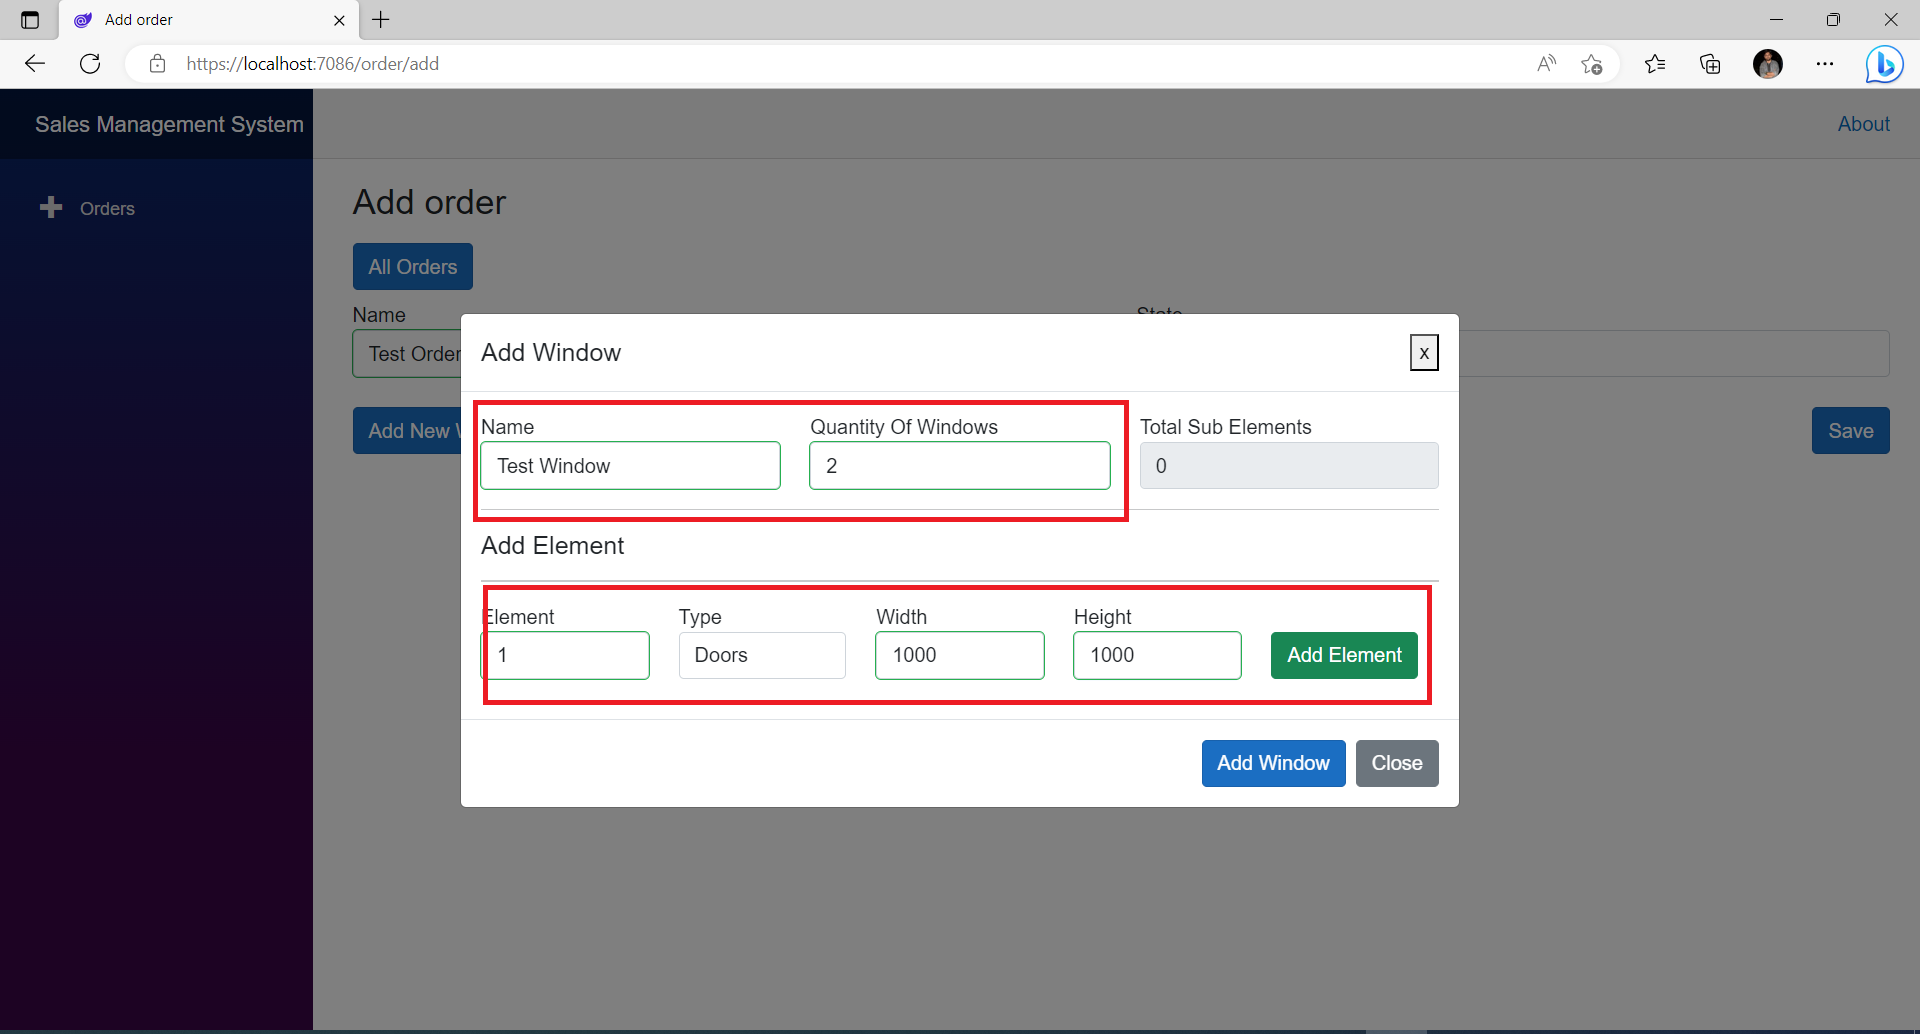 Add order
https://localhost:7086/order/add
Sales Management System
About
Orders
Add order
All Orders
Name
State
Test Order
Add New
Save
Add Window
x
Name Quantity Of Windows Total Sub Elements
Test Window 2 0
Add Element
Element Type Width Height
1 Doors 1000 1000 Add Element
Add Window Close